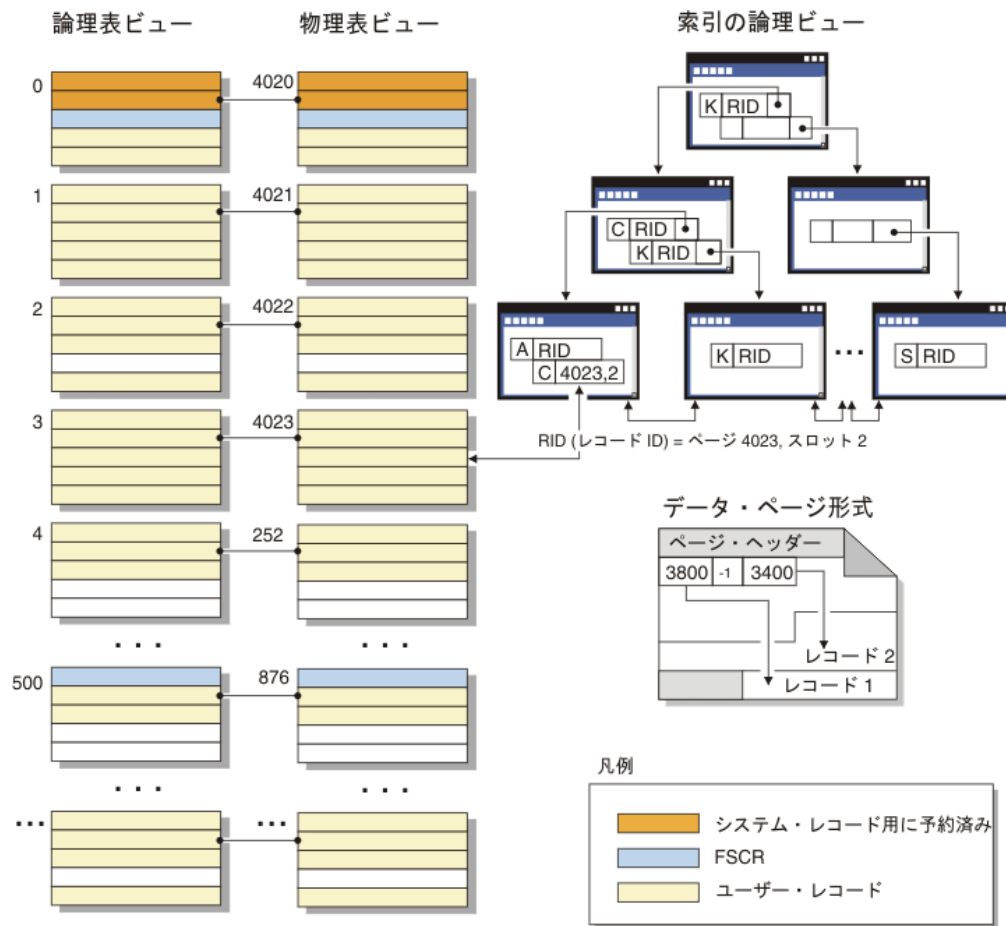 論理表ビュー
物理表ビュー
0
4020
1
4021
2
4022
3
4023
4
252
• • •
• • •
500
876
• • •
• • •
•••
•••
索引の論理ビュー
K RID
C RID
K RID
A RID
C 4023,2
K RID
•••
S RID
RID (レコード ID) = ページ 4023, スロット 2
データ・ページ形式
ページ・ヘッダー
3800 -1 3400
レコード 2
レコード 1
凡例
システム・レコード用に予約済み
FSCR
ユーザー・レコード